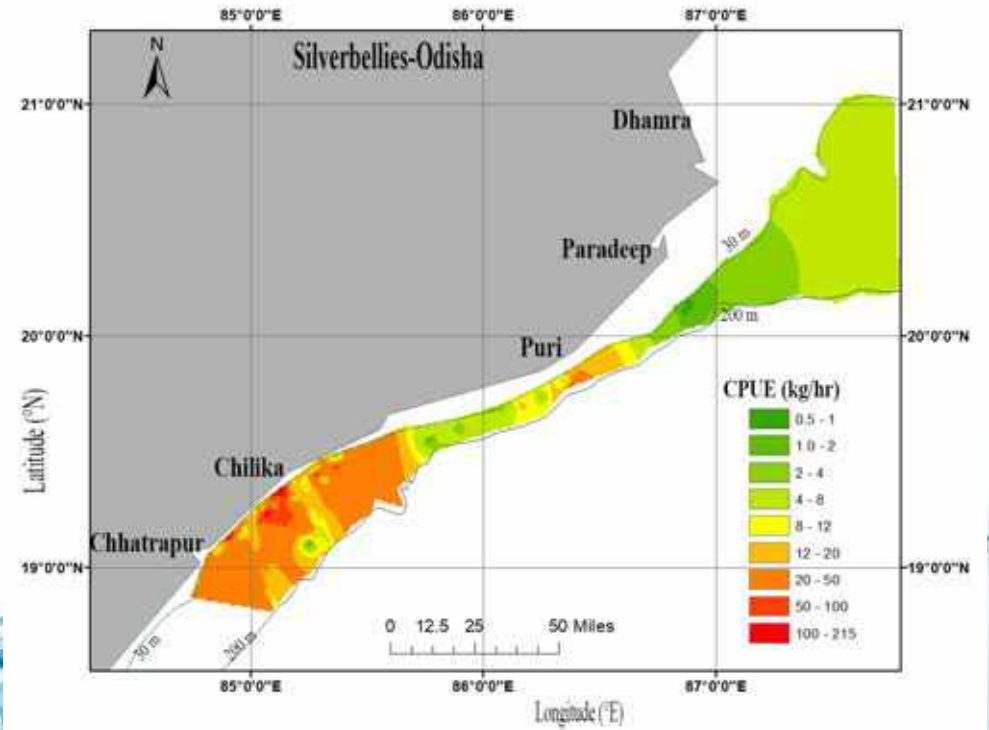 85°0'0"E 86°0'0"E 87°0'0"E
N
Silverbellies-Odisha
21°0'0"N 21°0'0"N
Dhamra
Paradeep
30 m
200 m
20°0'0"N 20°0'0"N
Puri
CPUE (kg/hr)
0.5 - 1
1.0 - 2
2 - 4
4 - 8
8 - 12
12 - 20
20 - 50
50 - 100
100 - 215
Latitude (°N)
Chilika
Chhatrapur
19°0'0"N 19°0'0"N
0 12.5 25 50 Miles
30 m
200 m
85°0'0"E 86°0'0"E 87°0'0"E
Longitude (°E)